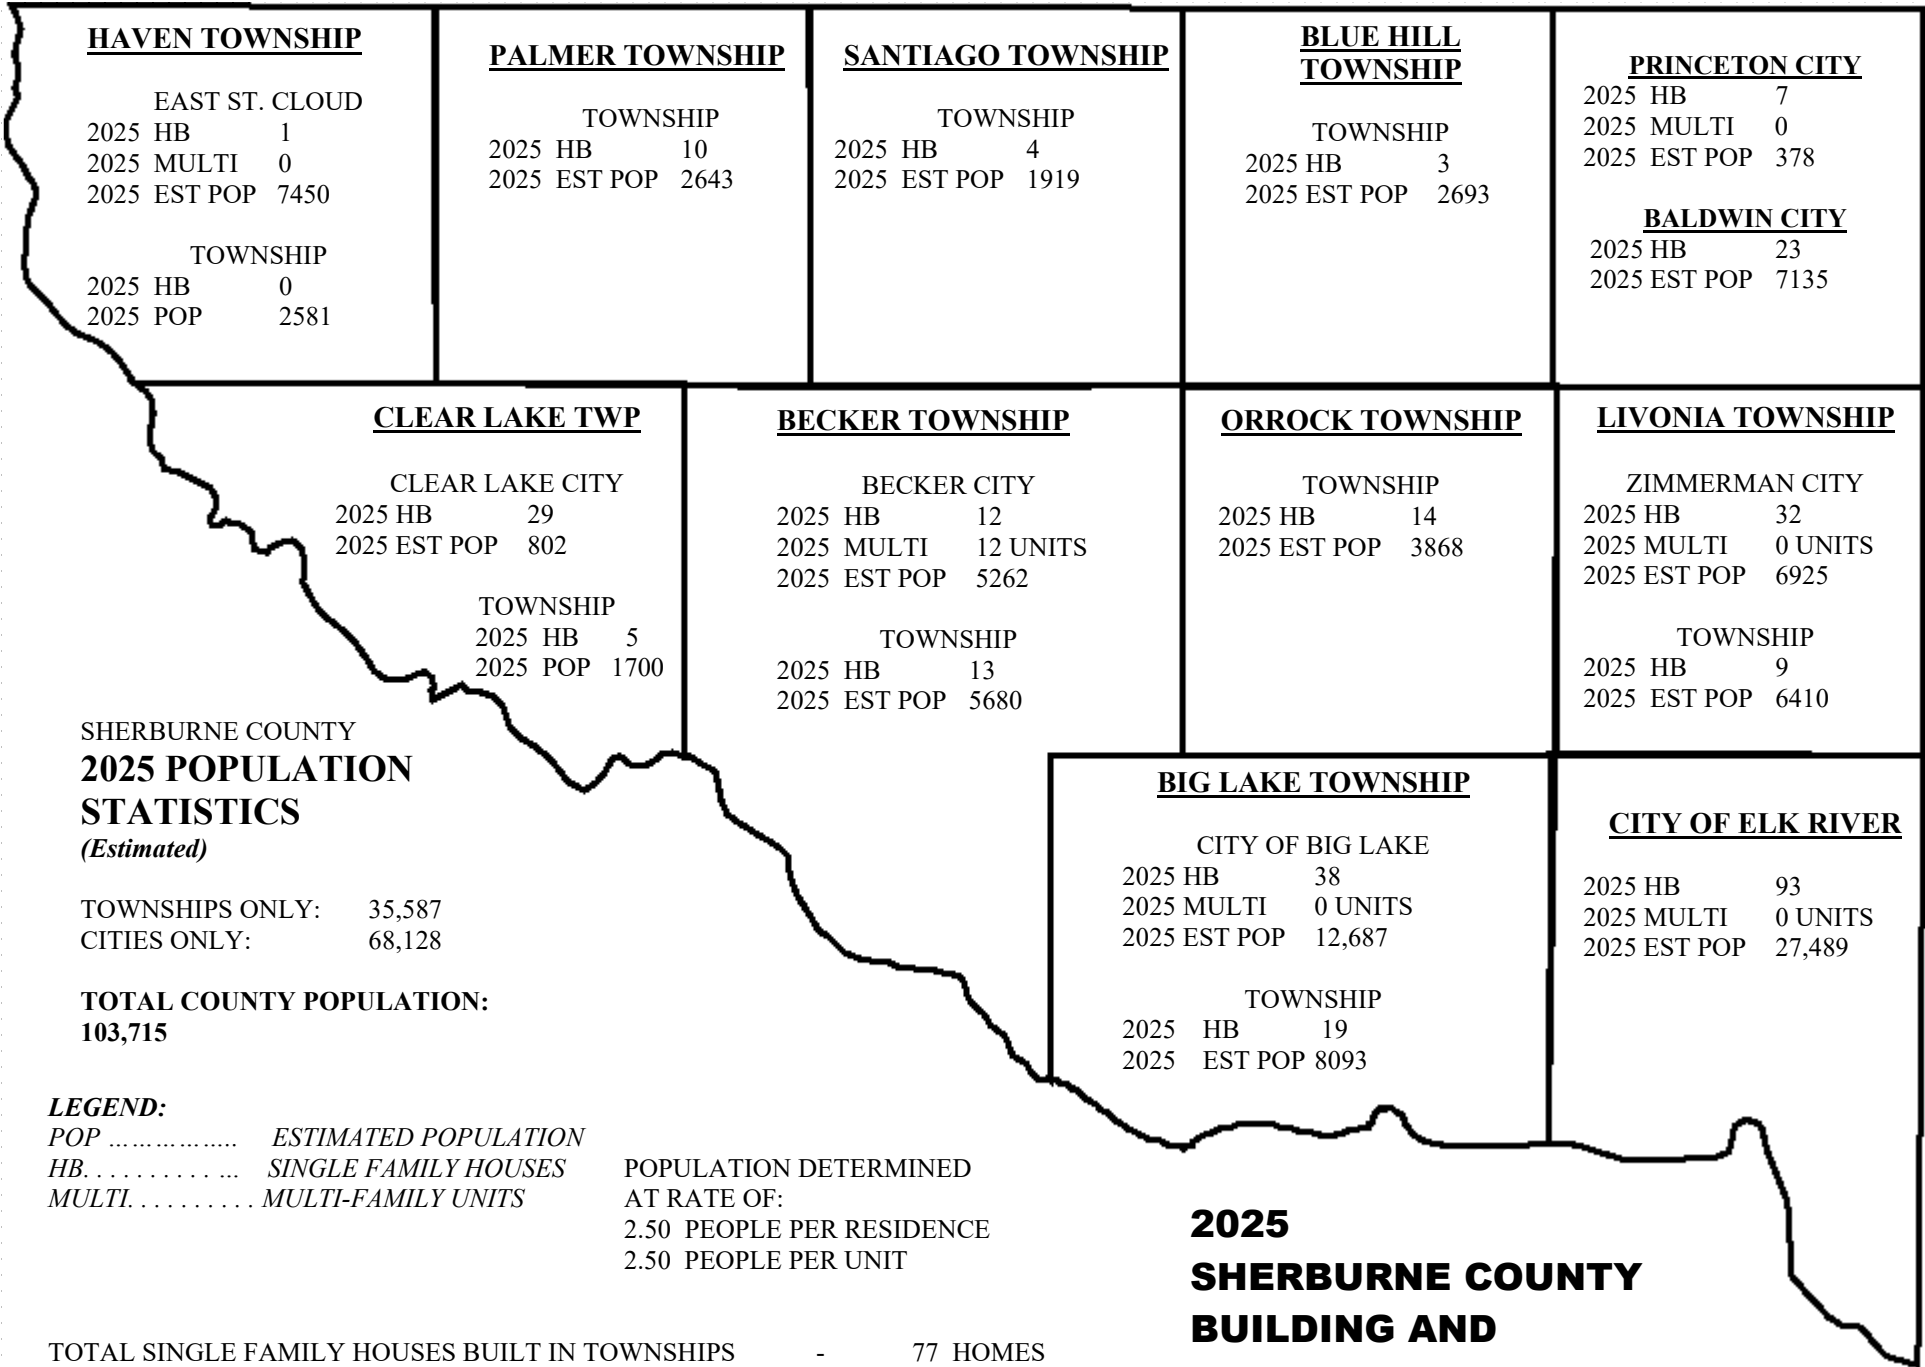 HAVEN TOWNSHIP
EAST ST. CLOUD
2025 HB 1
2025 MULTI 0
2025 EST POP 7450
TOWNSHIP
2025 HB 0
2025 POP 2581
PALMER TOWNSHIP
TOWNSHIP
2025 HB 10
2025 EST POP 2643
SANTIAGO TOWNSHIP
TOWNSHIP
2025 HB 4
2025 EST POP 1919
BLUE HILL
TOWNSHIP
TOWNSHIP
2025 HB 3
2025 EST POP 2693
PRINCETON CITY
2025 HB 7
2025 MULTI 0
2025 EST POP 378
BALDWIN CITY
2025 HB 23
2025 EST POP 7135
CLEAR LAKE TWP
CLEAR LAKE CITY
2025 HB 29
2025 EST POP 802
TOWNSHIP
2025 HB 5
2025 POP 1700
BECKER TOWNSHIP
BECKER CITY
2025 HB 12
2025 MULTI 12 UNITS
2025 EST POP 5262
TOWNSHIP
2025 HB 13
2025 EST POP 5680
ORROCK TOWNSHIP
TOWNSHIP
2025 HB 14
2025 EST POP 3868
LIVONIA TOWNSHIP
ZIMMERMAN CITY
2025 HB 32
2025 MULTI 0 UNITS
2025 EST POP 6925
TOWNSHIP
2025 HB 9
2025 EST POP 6410
BIG LAKE TOWNSHIP
CITY OF BIG LAKE
2025 HB 38
2025 MULTI 0 UNITS
2025 EST POP 12,687
TOWNSHIP
2025 HB 19
2025 EST POP 8093
CITY OF ELK RIVER
2025 HB 93
2025 MULTI 0 UNITS
2025 EST POP 27,489
SHERBURNE COUNTY
2025 POPULATION
STATISTICS
(Estimated)
TOWNSHIPS ONLY: 35,587
CITIES ONLY: 68,128
TOTAL COUNTY POPULATION:
103,715
LEGEND:
POP ................. ESTIMATED POPULATION
HB. . . . . . . . . . ... SINGLE FAMILY HOUSES
MULTI. . . . . . . . . . MULTI-FAMILY UNITS
POPULATION DETERMINED
AT RATE OF:
2.50 PEOPLE PER RESIDENCE
2.50 PEOPLE PER UNIT
2025
SHERBURNE COUNTY
BUILDING AND
TOTAL SINGLE FAMILY HOUSES BUILT IN TOWNSHIPS - 77 HOMES